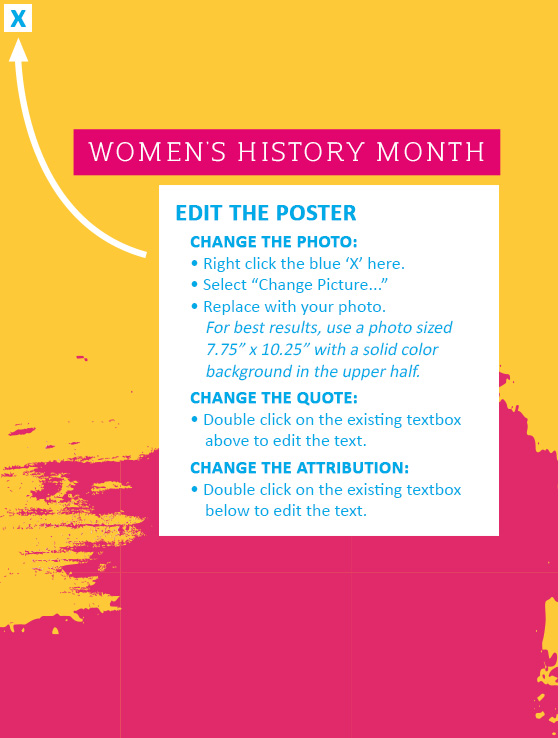 X
WOMEN'S HISTORY MONTH
EDIT THE POSTER
CHANGE THE PHOTO:
• Right click the blue ‘X’ here.
• Select “Change Picture...”
• Replace with your photo.
For best results, use a photo sized
7.75” x 10.25” with a solid color
background in the upper half.
CHANGE THE QUOTE:
• Double click on the existing textbox
above to edit the text.
CHANGE THE ATTRIBUTION:
• Double click on the existing textbox
below to edit the text.